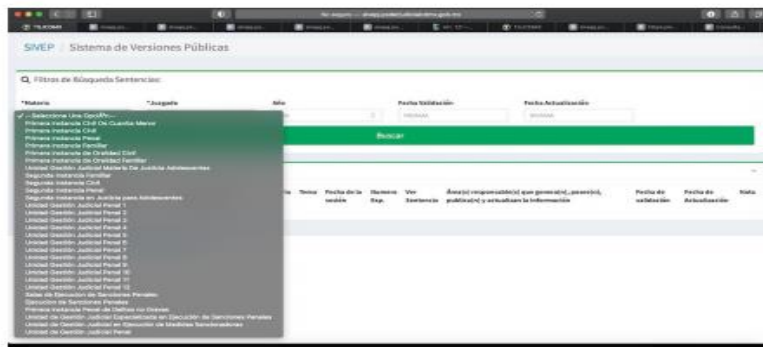 No seguro — sivep.poderjudicialcdmx.gob.mx
SIVEP / Sistema de Versiones Públicas
Filtros de Búsqueda Sentencias:
*Materia *Juzgado Año Fecha Validación Fecha Actualización
Buscar
--Seleccione Una
Primera Instancia Civil De Cuantía Menor
Primera Instancia Civil
Primera Instancia Penal
Primera Instancia Familiar
Primera Instancia de Oralidad Civil
Primera Instancia de Oralidad Familiar
Unidad Gestión Judicial Materia De Justicia Adolescentes
Segunda Instancia Familiar
Segunda Instancia Civil
Segunda Instancia Penal
Segunda Instancia en Justicia para Adolescentes
Unidad Gestión Judicial Penal 1
Unidad Gestión Judicial Penal 2
Unidad Gestión Judicial Penal 3
Unidad Gestión Judicial Penal 4
Unidad Gestión Judicial Penal 5
Unidad Gestión Judicial Penal 6
Unidad Gestión Judicial Penal 7
Unidad Gestión Judicial Penal 8
Unidad Gestión Judicial Penal 9
Unidad Gestión Judicial Penal 10
Unidad Gestión Judicial Penal 11
Unidad Gestión Judicial Penal 12
Salas de Ejecucion de Sanciones Penales
Ejecucion de Sanciones Penales
Primera Instancia Penal de Delitos no Graves
Unidad de Gestión Judicial Especializada en Ejecución de Sanciones Penales
Unidad de Gestión Judicial en Ejecución de Medidas Sancionadoras
Unidad de Gestión Judicial Penal
Tema Fecha de la sesión Numero Exp. Ver Sentencia Área(s) responsable(s) que genera(n), posee(n), publica(n) y actualizan la información Fecha de validación Fecha de Actualización Nota